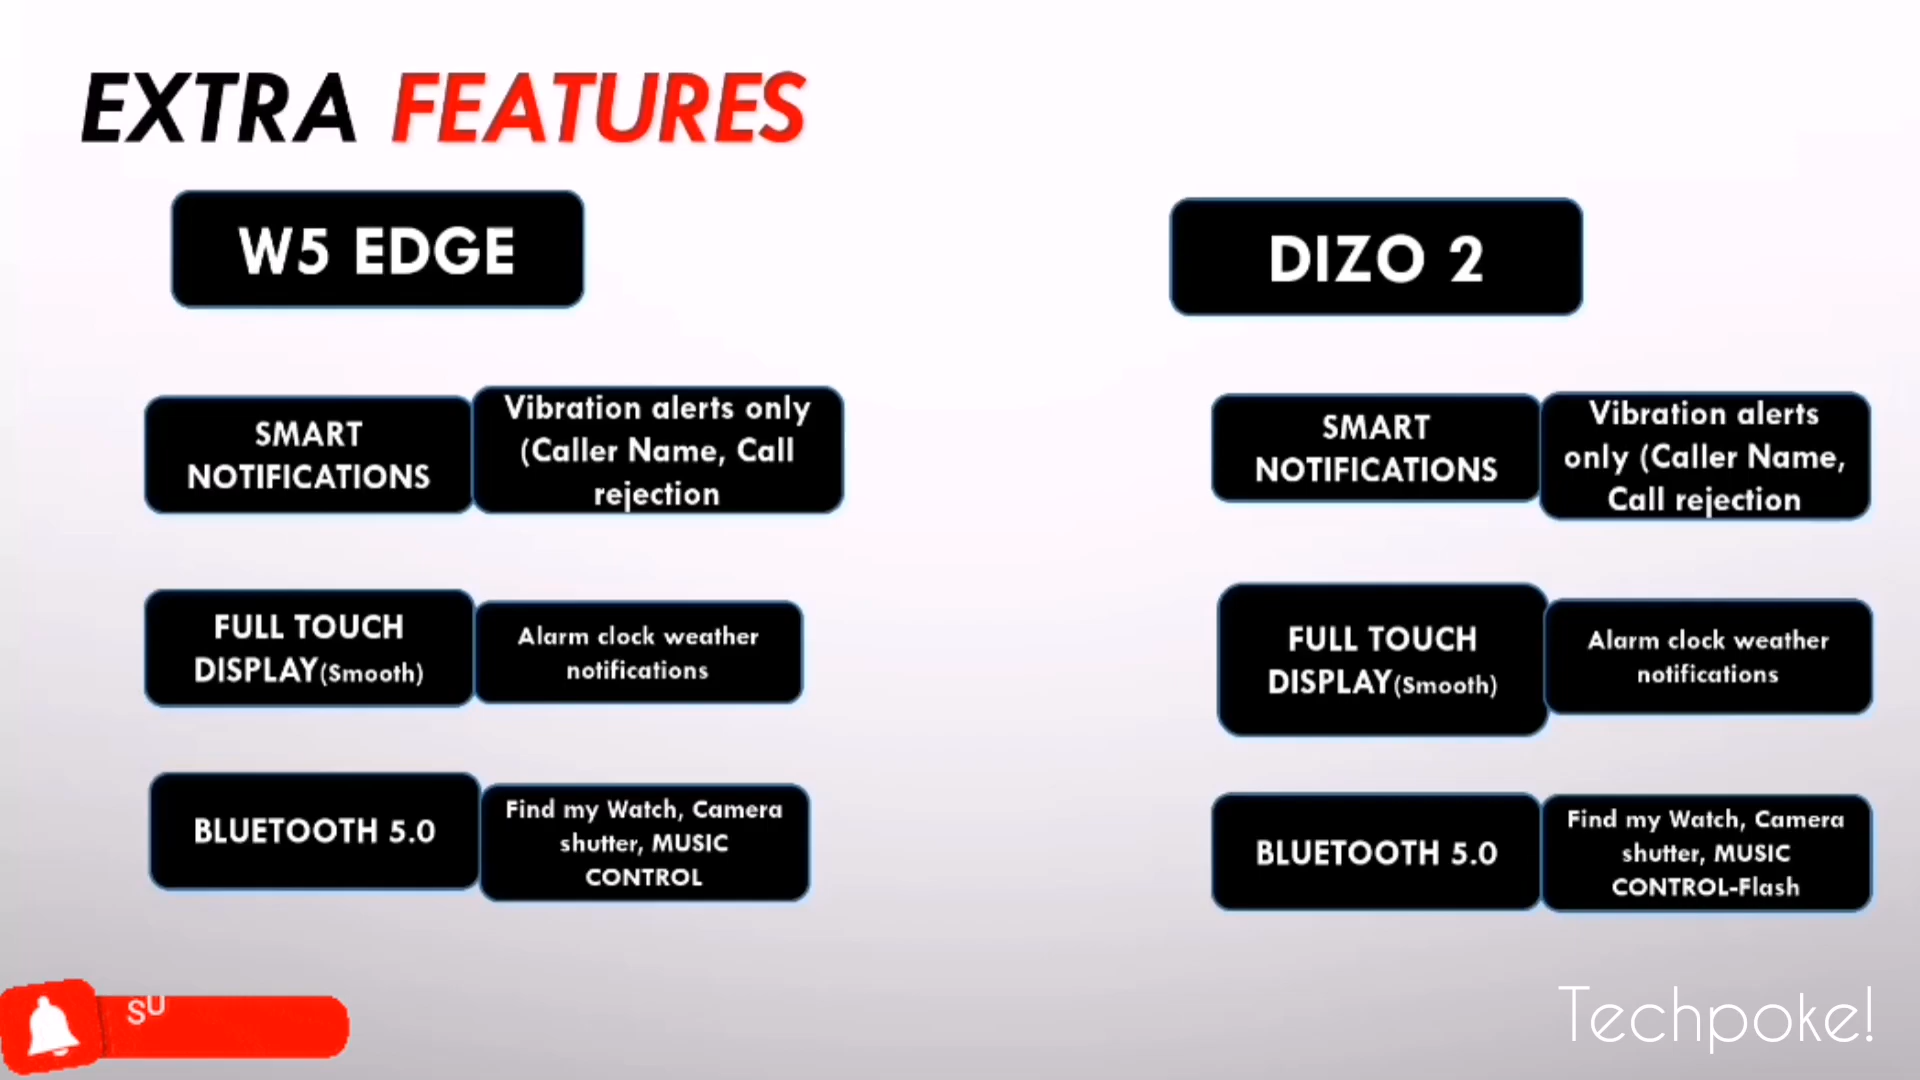 EXTRA FEATURES
W5 EDGE
SMART
NOTIFICATIONS
Vibration alerts only
(Caller Name, Call
rejection
FULL TOUCH
DISPLAY(Smooth)
Alarm clock weather
notifications
BLUETOOTH 5.0
Find my Watch, Camera
shutter, MUSIC
CONTROL
DIZO 2
SMART
NOTIFICATIONS
Vibration alerts
only (Caller Name,
Call rejection
FULL TOUCH
DISPLAY(Smooth)
Alarm clock weather
notifications
BLUETOOTH 5.0
Find my Watch, Camera
shutter, MUSIC
CONTROL-Flash
SU
Techpoke!